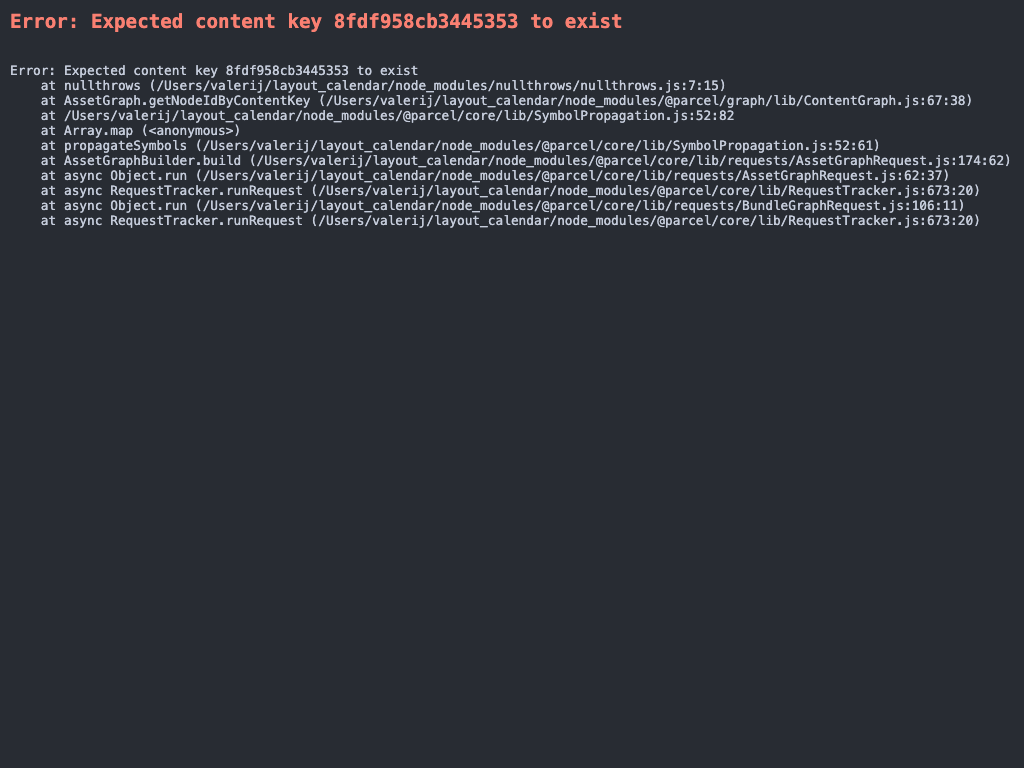 Error: Expected content key 8fdf958cb3445353 to exist
Error: Expected content key 8fdf958cb3445353 to exist
at nullthrows (/Users/valerij/layout_calendar/node_modules/nullthrows/nullthrows.js:7:15)
at AssetGraph.getNodeIdByContentKey (/Users/valerij/layout_calendar/node_modules/@parcel/graph/lib/ContentGraph.js:67:38)
at /Users/valerij/layout_calendar/node_modules/@parcel/core/lib/SymbolPropagation.js:52:82
at Array.map (<anonymous>)
at propagateSymbols (/Users/valerij/layout_calendar/node_modules/@parcel/core/lib/SymbolPropagation.js:52:61)
at AssetGraphBuilder.build (/Users/valerij/layout_calendar/node_modules/@parcel/core/lib/requests/AssetGraphRequest.js:174:62)
at async Object.run (/Users/valerij/layout_calendar/node_modules/@parcel/core/lib/requests/AssetGraphRequest.js:62:37)
at async RequestTracker.runRequest (/Users/valerij/layout_calendar/node_modules/@parcel/core/lib/RequestTracker.js:673:20)
at async Object.run (/Users/valerij/layout_calendar/node_modules/@parcel/core/lib/requests/BundleGraphRequest.js:106:11)
at async RequestTracker.runRequest (/Users/valerij/layout_calendar/node_modules/@parcel/core/lib/RequestTracker.js:673:20)